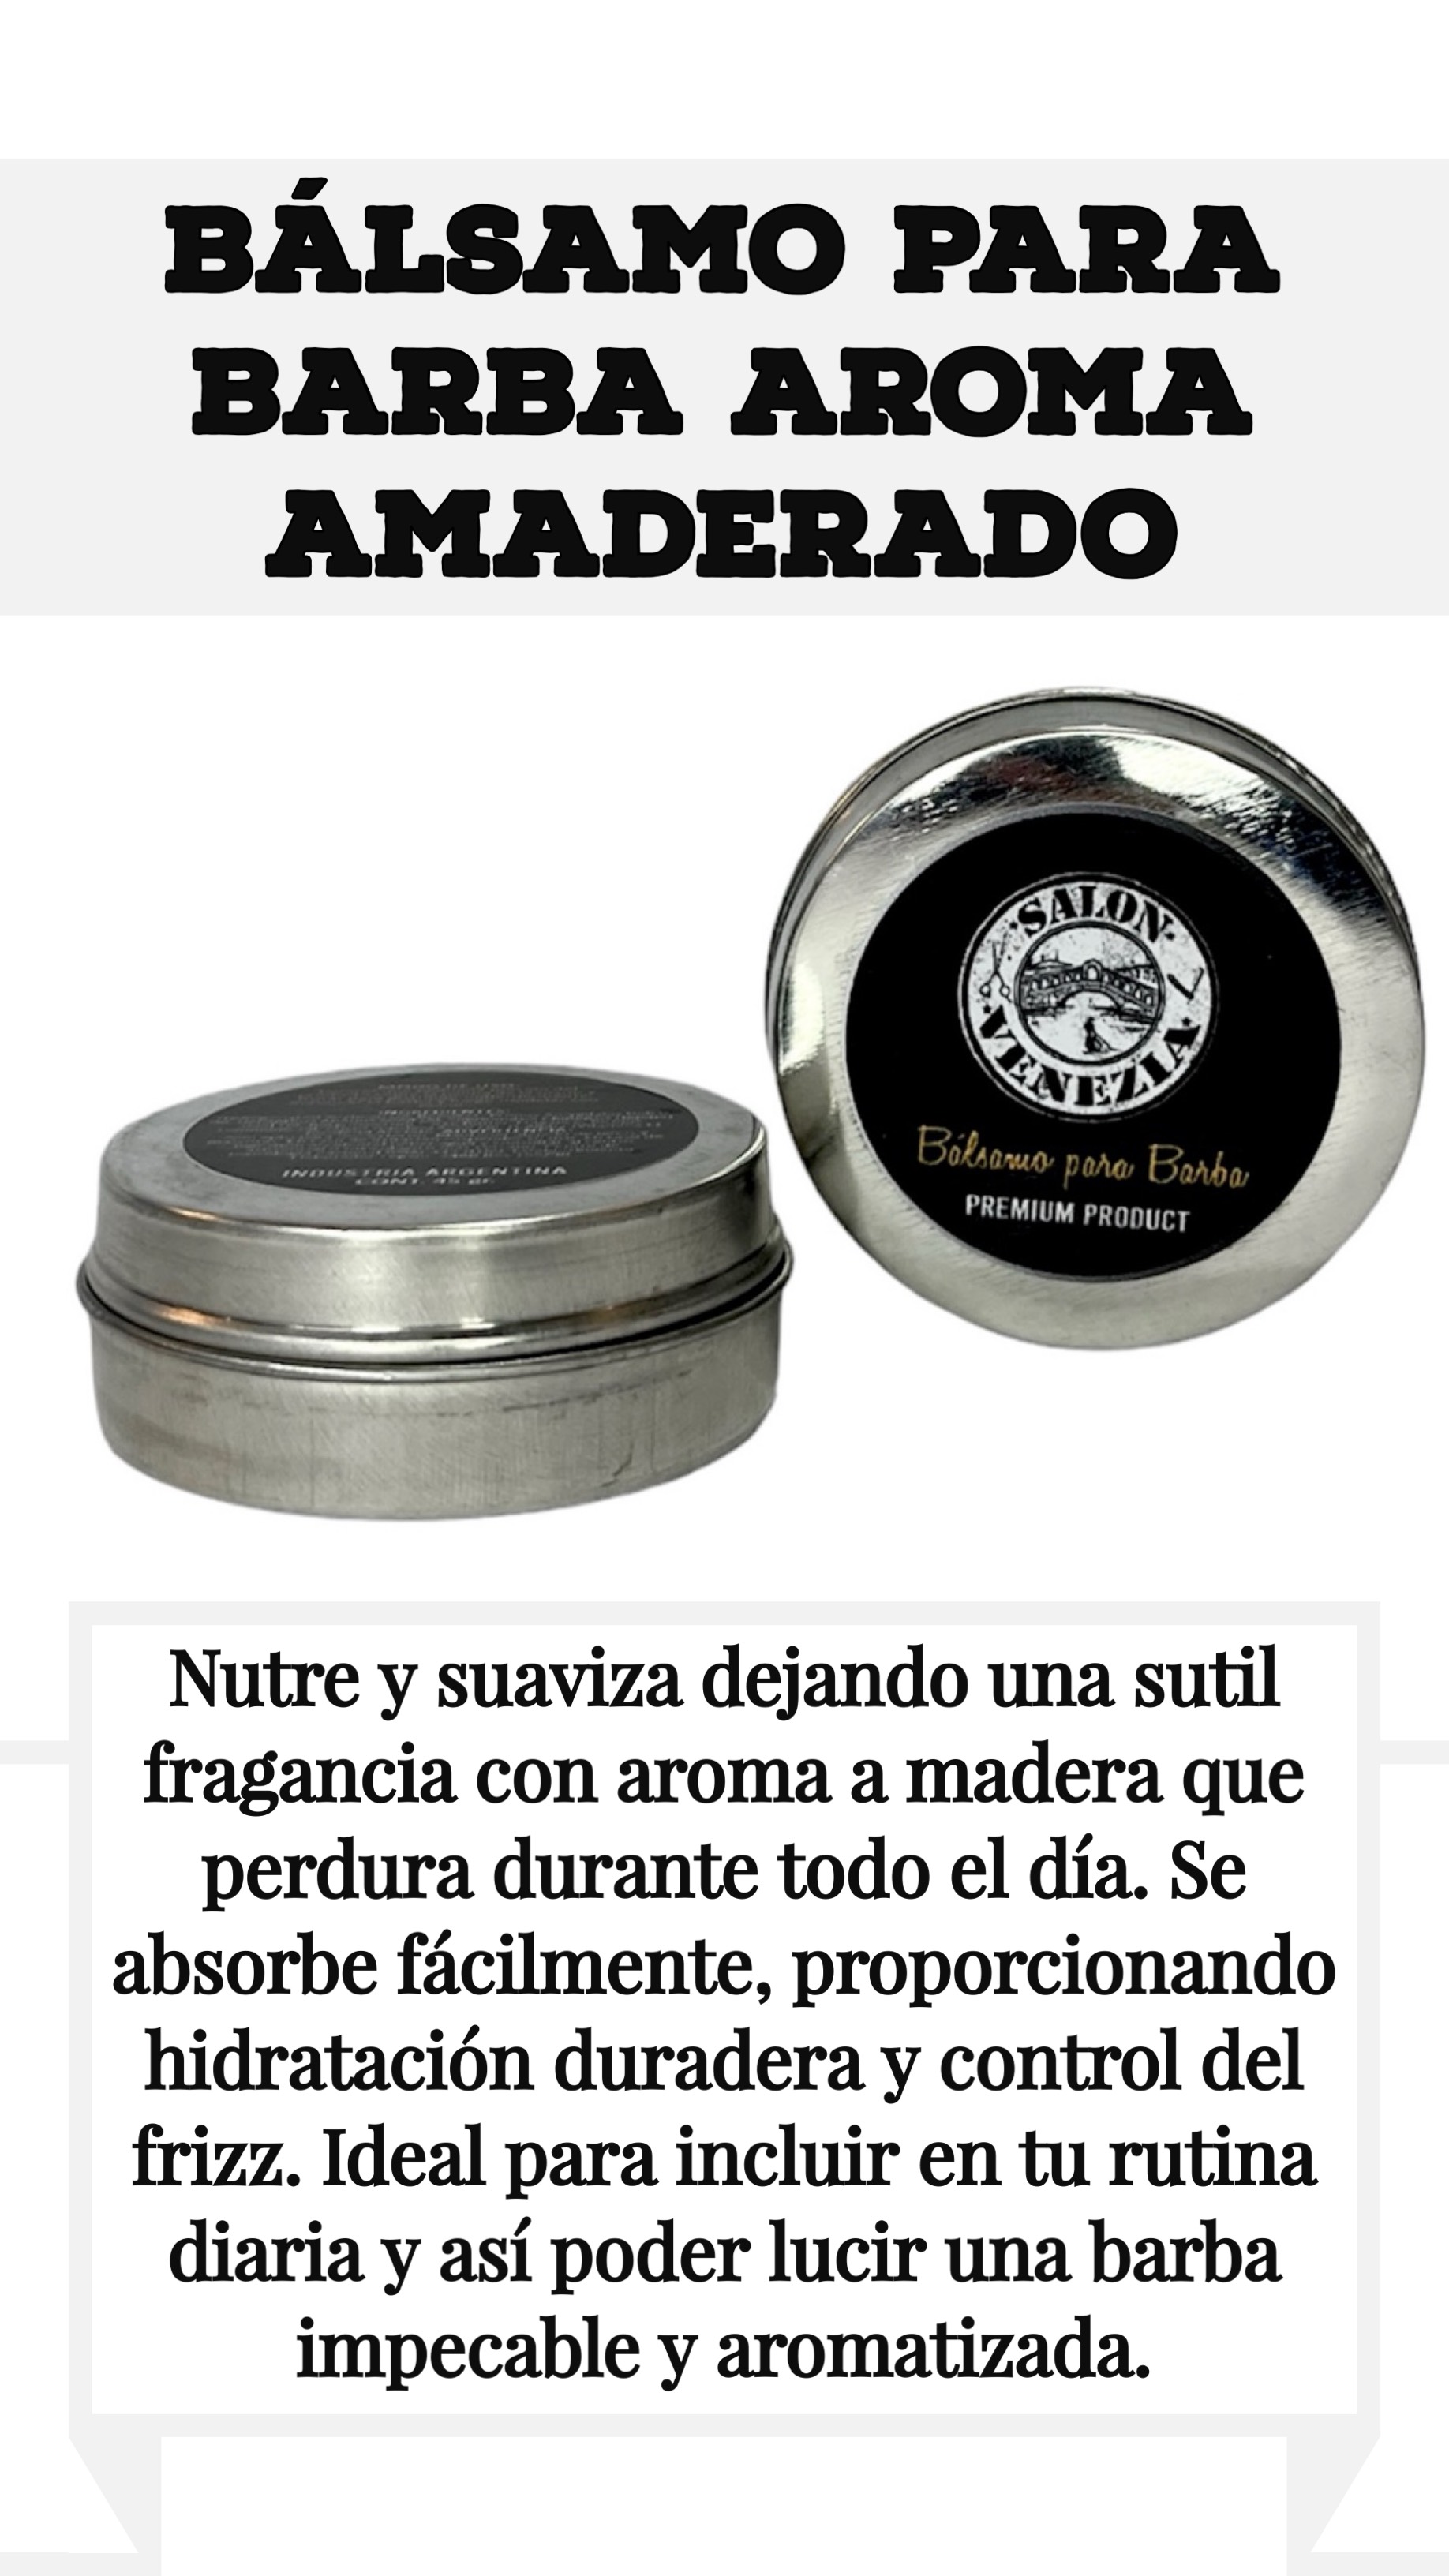 BÁLSAMO PARA
BARBA AROMA
AMADERADO
SALON
VENEZIA
Bálsamo para Barba
PREMIUM PRODUCT
INDUSTRIA ARGENTINA
CONT. 45 gr.
Nutre y suaviza dejando una sutil
fragancia con aroma a madera que
perdura durante todo el día. Se
absorbe fácilmente, proporcionando
hidratación duradera y control del
frizz. Ideal para incluir en tu rutina
diaria y así poder lucir una barba
impecable y aromatizada.